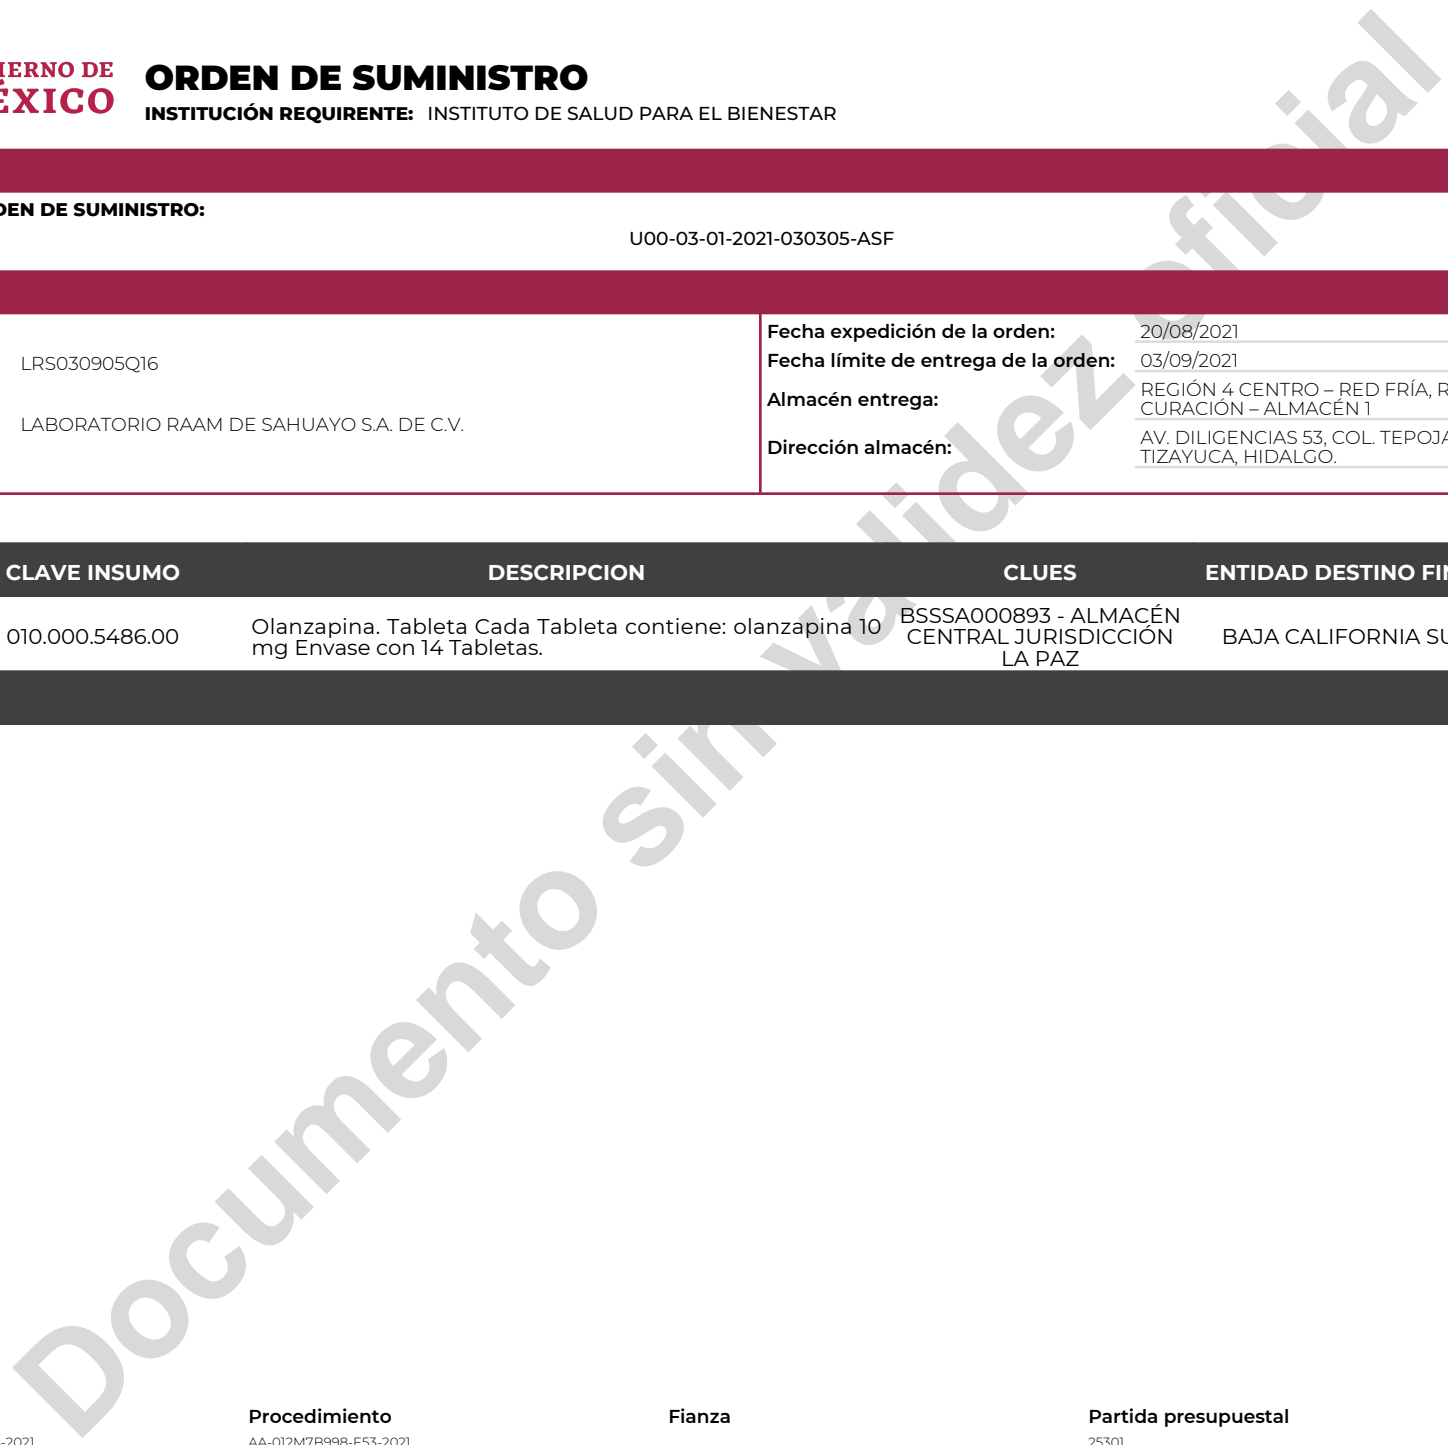 IERNO DE
ÉXICO
ORDEN DE SUMINISTRO
INSTITUCIÓN REQUIRENTE: INSTITUTO DE SALUD PARA EL BIENESTAR
DEN DE SUMINISTRO:
U00-03-01-2021-030305-ASF
LRS030905Q16
LABORATORIO RAAM DE SAHUAYO S.A. DE C.V.
Fecha expedición de la orden: 20/08/2021
Fecha límite de entrega de la orden: 03/09/2021
Almacén entrega: REGIÓN 4 CENTRO – RED FRÍA, R
CURACIÓN – ALMACÉN 1
Dirección almacén: AV. DILIGENCIAS 53, COL. TEPOJA
TIZAYUCA, HIDALGO.
CLAVE INSUMO DESCRIPCION CLUES ENTIDAD DESTINO FIN
010.000.5486.00
Olanzapina. Tableta Cada Tableta contiene: olanzapina 10
mg Envase con 14 Tabletas.
BSSSA000893 - ALMACÉN
CENTRAL JURISDICCIÓN
LA PAZ
BAJA CALIFORNIA SU
Documento sin validez oficial
Procedimiento Fianza Partida presupuestal
-2021 AA-012M7B998-E53-2021 25301